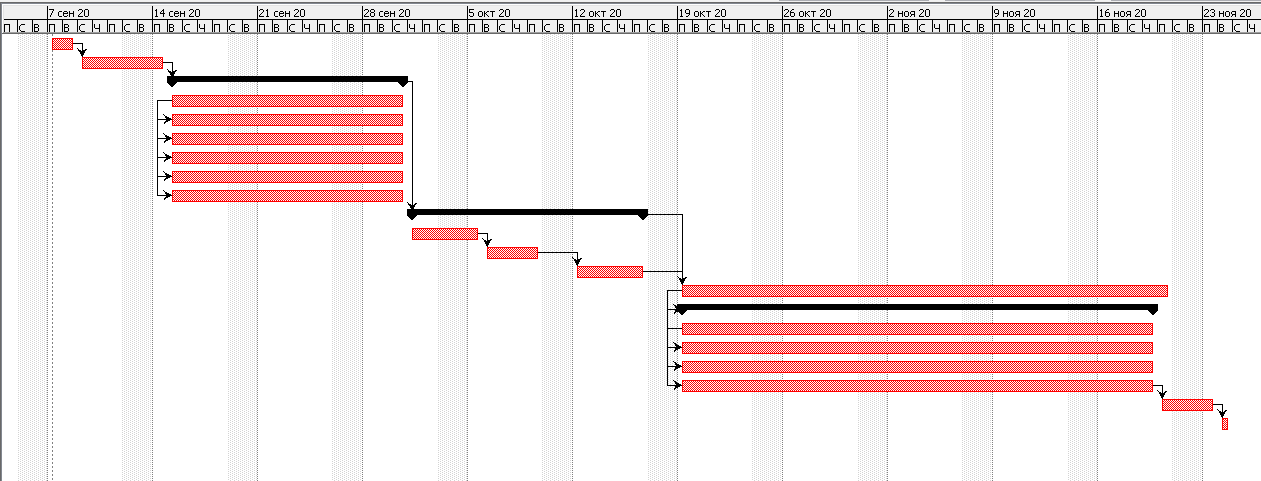 7 сен 20 14 сен 20 21 сен 20 28 сен 20 5 окт 20 12 окт 20 19 окт 20 26 окт 20 2 ноя 20 9 ноя 20 16 ноя 20 23 ноя 20
П С В П В С Ч П С В П В С Ч П С В П В С Ч П С В П В С Ч П С В П В С Ч П С В П В С Ч П С В П В С Ч П С В П В С Ч П С В П В С Ч П С В П В С Ч П С В П В С Ч П С В П В С Ч